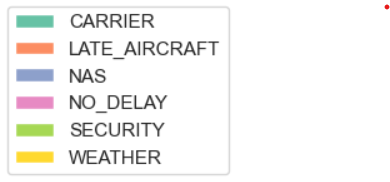 CARRIER
LATE_AIRCRAFT
NAS
NO_DELAY
SECURITY
WEATHER